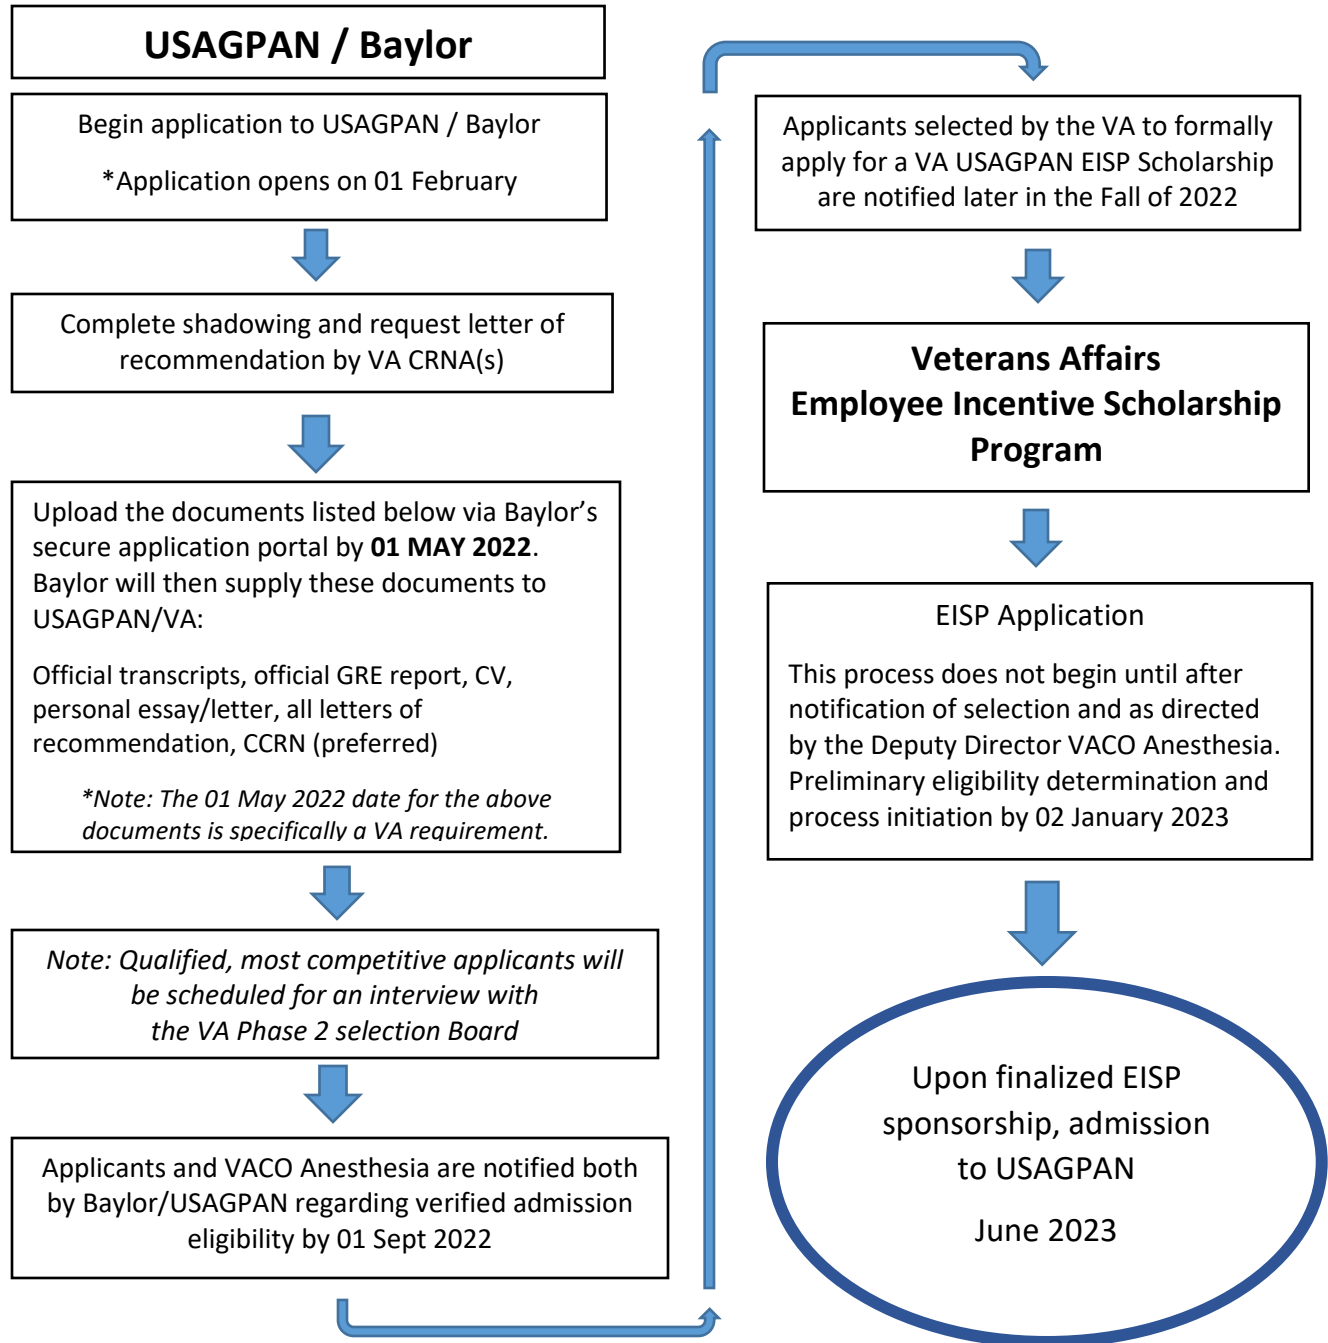 USAGPAN / Baylor
Begin application to USAGPAN / Baylor
*Application opens on 01 February
Complete shadowing and request letter of
recommendation by VA CRNA(s)
Upload the documents listed below via Baylor’s
secure application portal by 01 MAY 2022.
Baylor will then supply these documents to
USAGPAN/VA:
Official transcripts, official GRE report, CV,
personal essay/letter, all letters of
recommendation, CCRN (preferred)
*Note: The 01 May 2022 date for the above
documents is specifically a VA requirement.
Note: Qualified, most competitive applicants will
be scheduled for an interview with
the VA Phase 2 selection Board
Applicants and VACO Anesthesia are notified both
by Baylor/USAGPAN regarding verified admission
eligibility by 01 Sept 2022
Applicants selected by the VA to formally
apply for a VA USAGPAN EISP Scholarship
are notified later in the Fall of 2022
Veterans Affairs
Employee Incentive Scholarship
Program
EISP Application
This process does not begin until after
notification of selection and as directed
by the Deputy Director VACO Anesthesia.
Preliminary eligibility determination and
process initiation by 02 January 2023
Upon finalized EISP
sponsorship, admission
to USAGPAN
June 2023